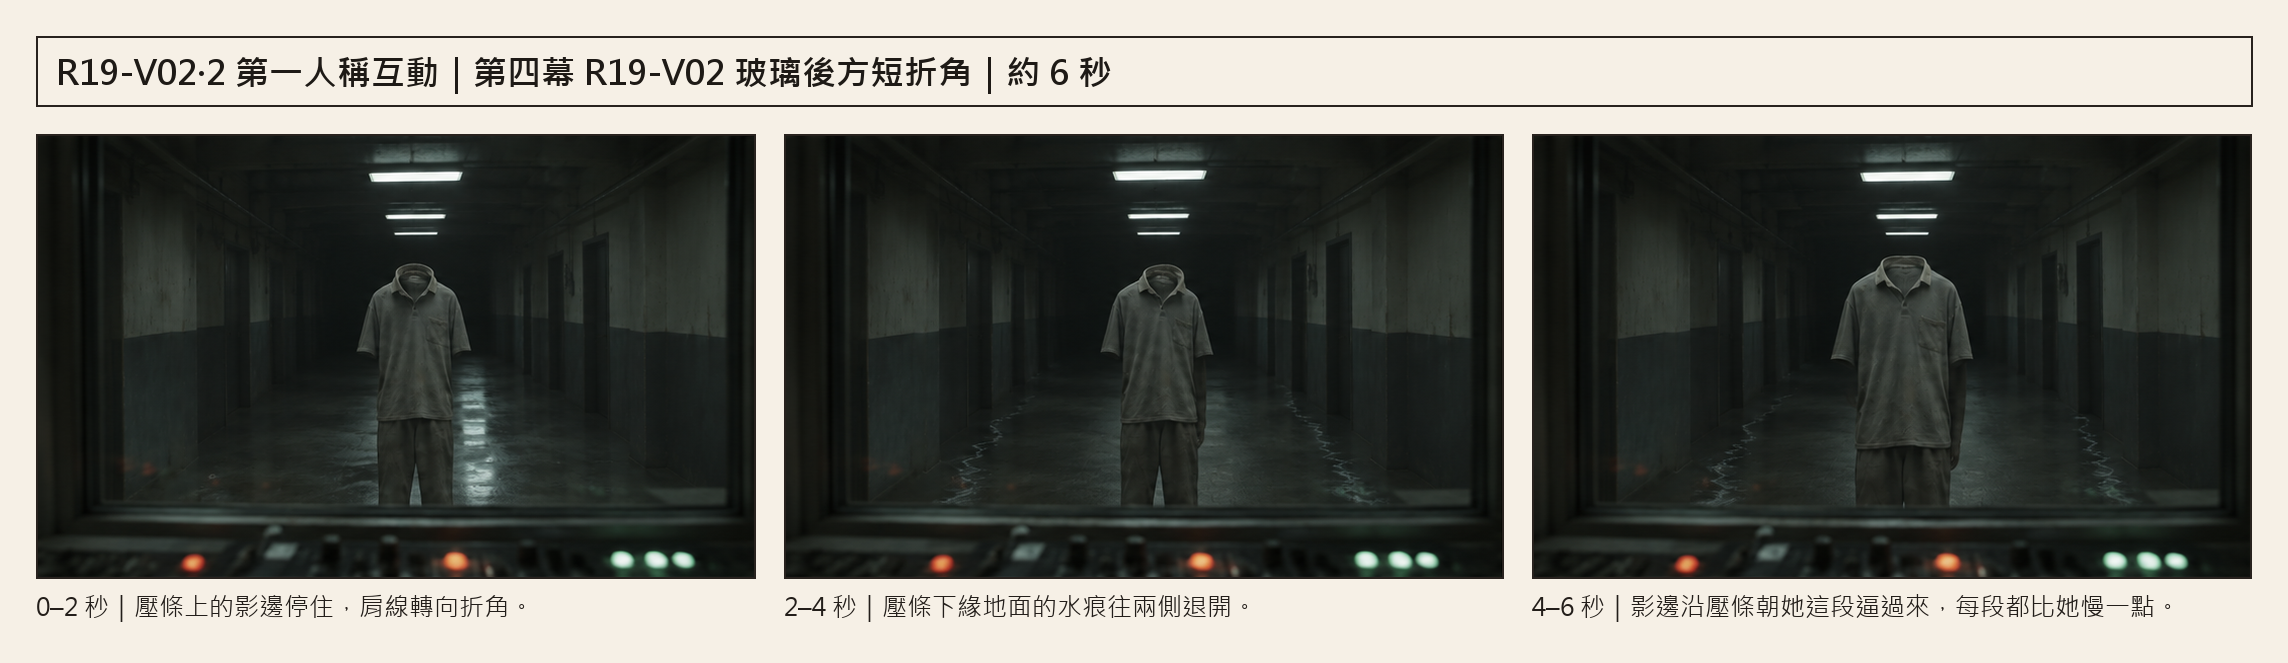 R19-V02·2 第一人稱互動｜第四幕 R19-V02 玻璃後方短折角｜約 6 秒
0–2 秒｜壓條上的影邊停住，肩線轉向折角。
2–4 秒｜壓條下緣地面的水痕往兩側退開。
4–6 秒｜影邊沿壓條朝她這段逼過來，每段都比她慢一點。